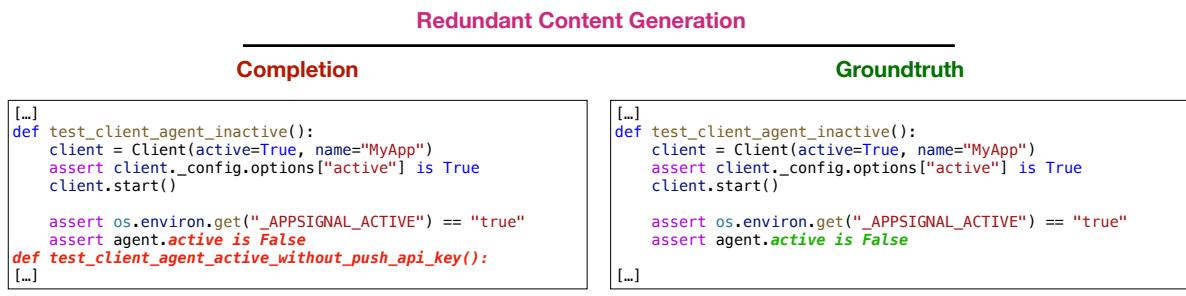 Redundant Content Generation
Completion
Groundtruth
[…]
def test_client_agent_inactive():
    client = Client(active=True, name="MyApp")
    assert client._config.options["active"] is True
    client.start()
    assert os.environ.get("_APPSIGNAL_ACTIVE") == "true"
    assert agent.active is False
def test_client_agent_active_without_push_api_key():
[…]
[…]
def test_client_agent_inactive():
    client = Client(active=True, name="MyApp")
    assert client._config.options["active"] is True
    client.start()
    assert os.environ.get("_APPSIGNAL_ACTIVE") == "true"
    assert agent.active is False
[…]